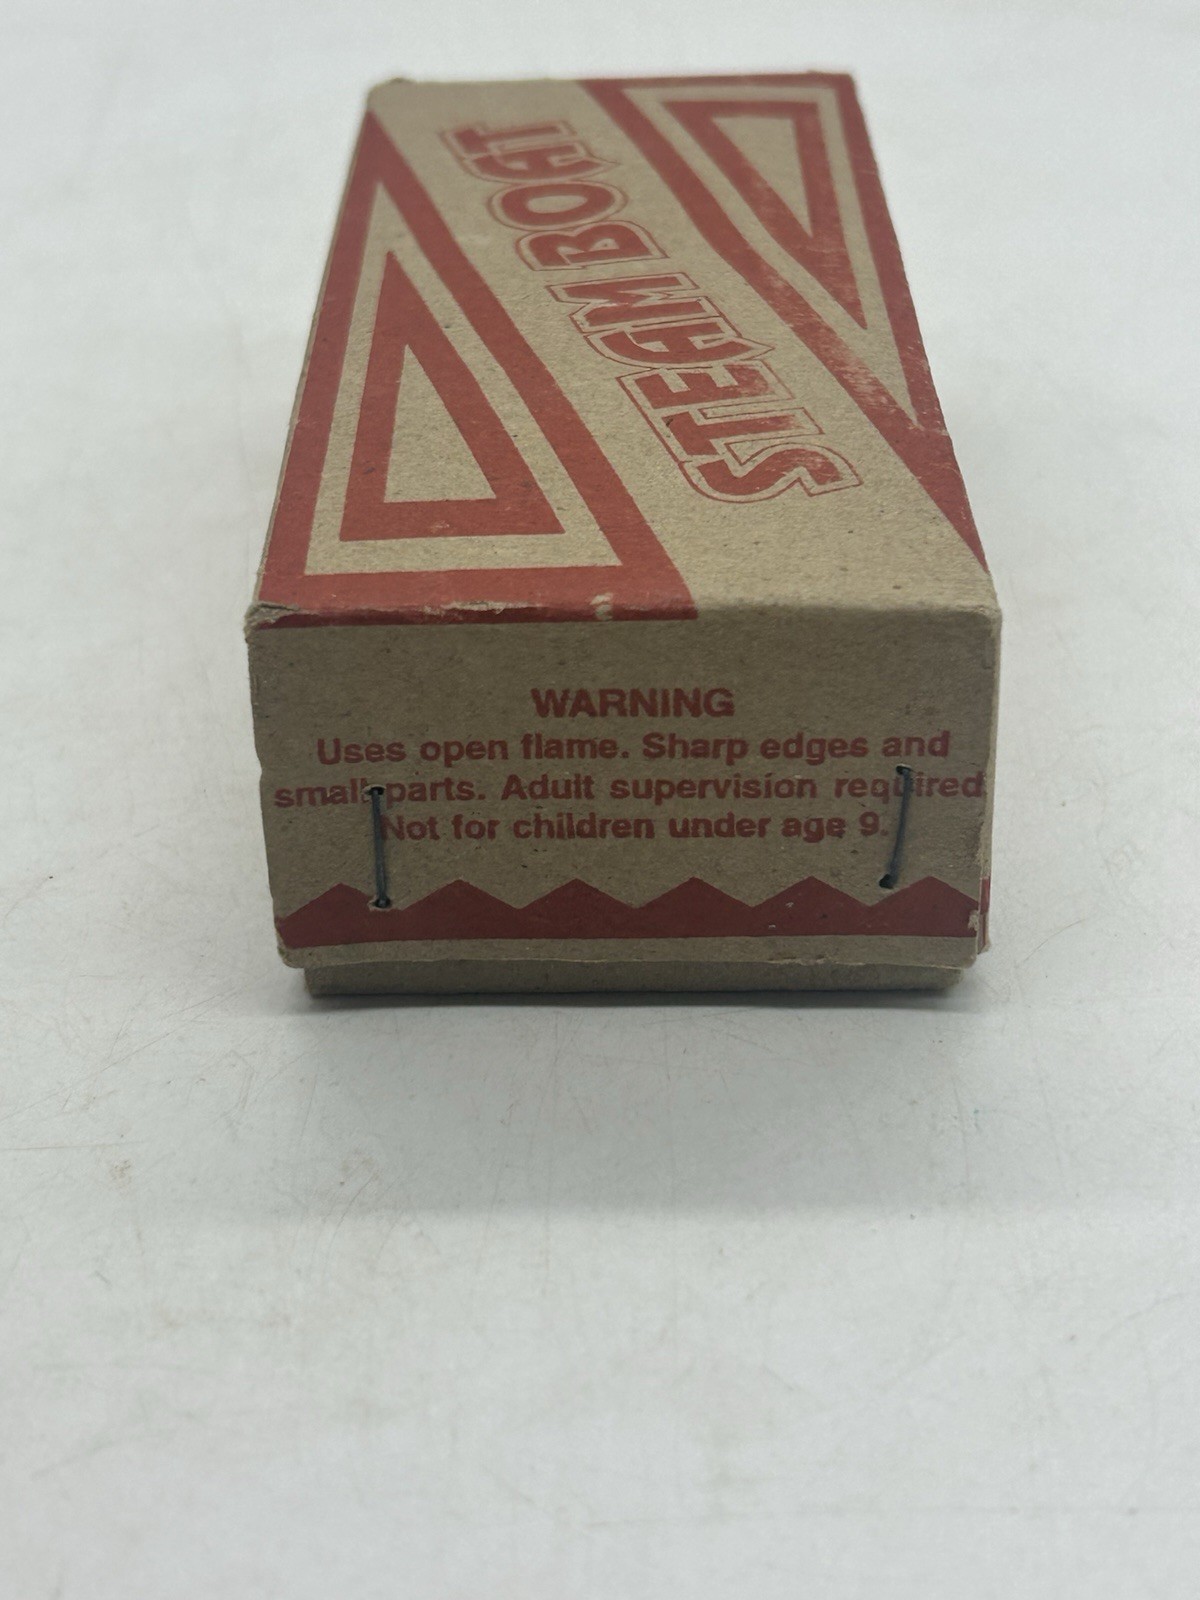 STEAM BOAT
WARNING
Uses open flame. Sharp edges and
small parts. Adult supervision required
Not for children under age 9.